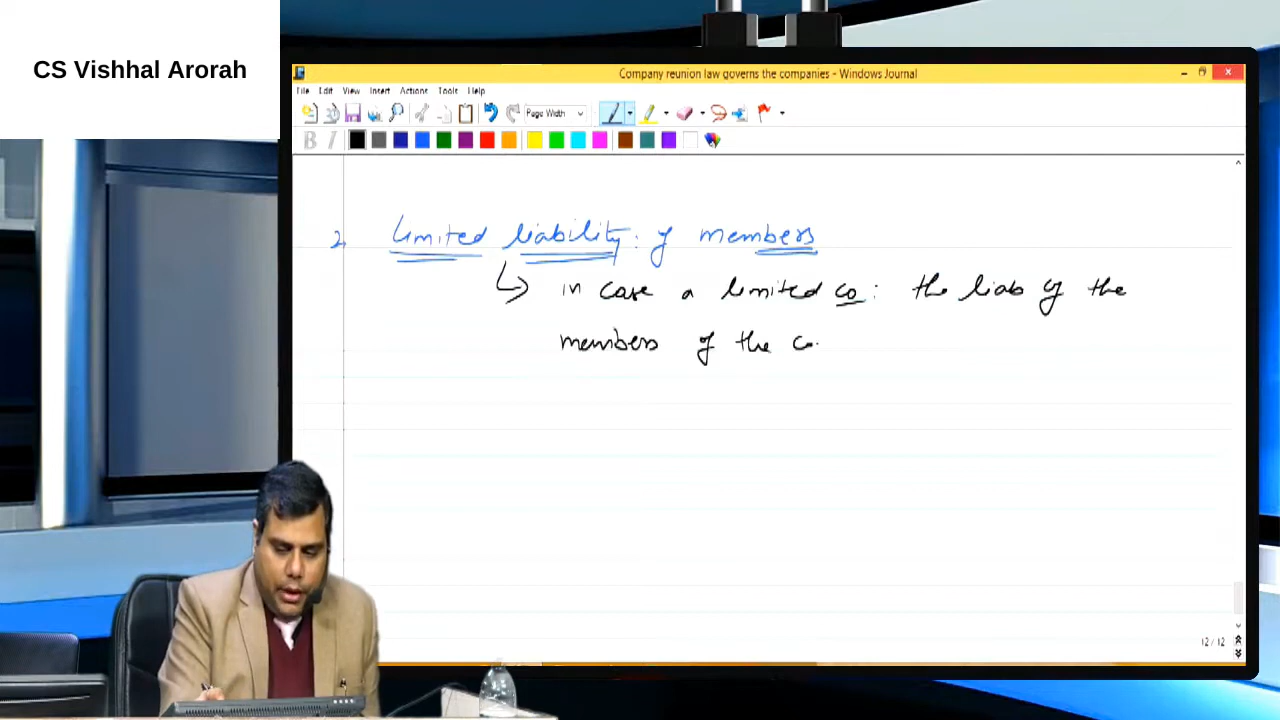 CS Vishhal Arorah
Company reunion law governs the companies - Windows Journal
File Edit View Insert Actions Tools Help
Page Width
B I
2. Limited liability: of members
↳ in case a limited co: the liab of the
members of the co.
12 / 12